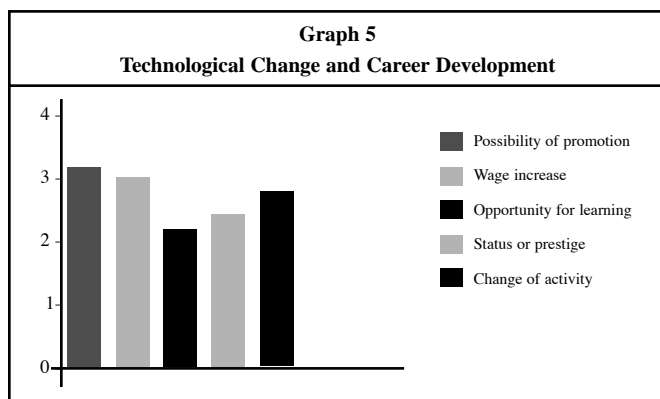 Graph 5
Technological Change and Career Development
4
3
2
1
0
Possibility of promotion
Wage increase
Opportunity for learning
Status or prestige
Change of activity